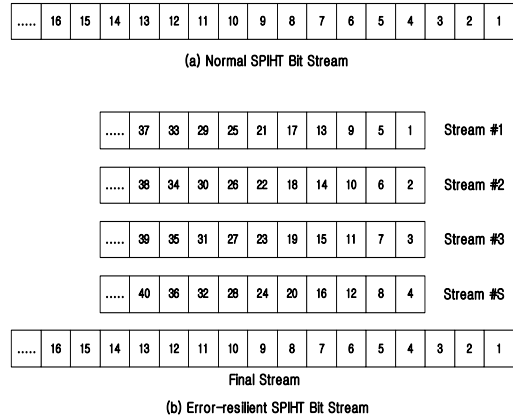 ..... 16 15 14 13 12 11 10 9 8 7 6 5 4 3 2 1
(a) Normal SPIHT Bit Stream
..... 37 33 29 25 21 17 13 9 5 1 Stream #1
..... 38 34 30 26 22 18 14 10 6 2 Stream #2
..... 39 35 31 27 23 19 15 11 7 3 Stream #3
..... 40 36 32 28 24 20 16 12 8 4 Stream #S
..... 16 15 14 13 12 11 10 9 8 7 6 5 4 3 2 1
Final Stream
(b) Error-resilient SPIHT Bit Stream